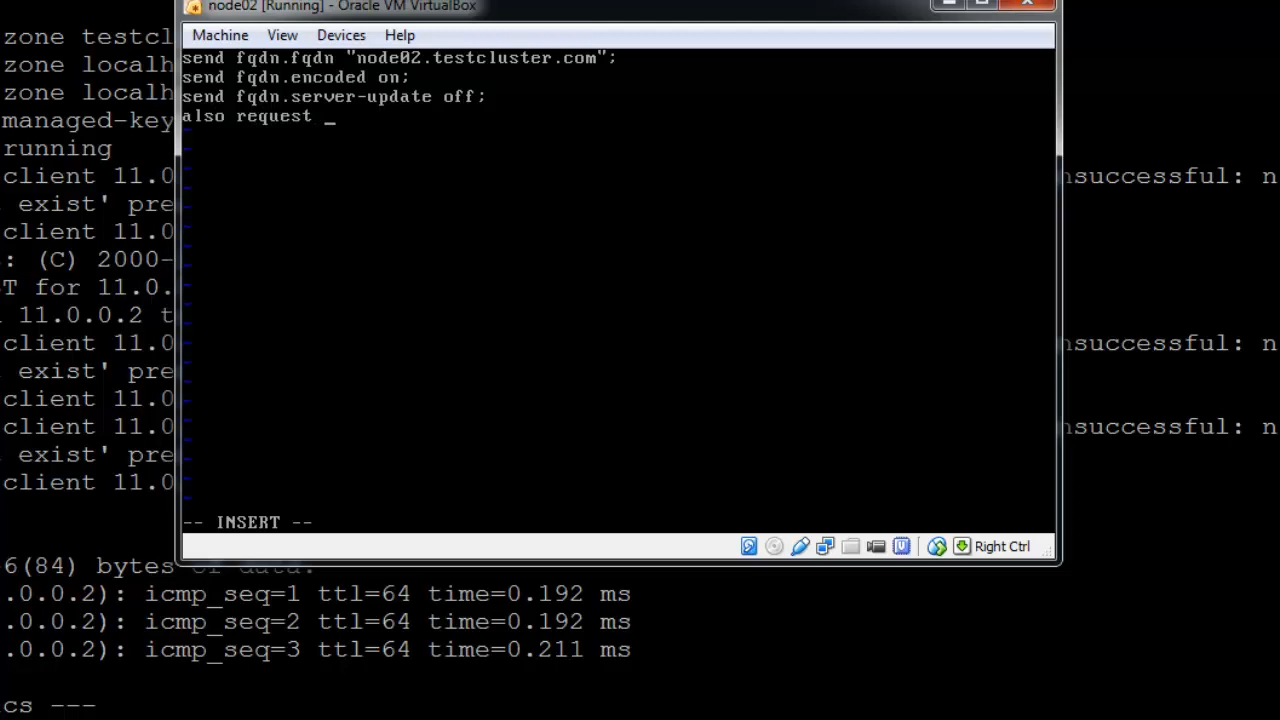 node02 [Running] - Oracle VM VirtualBox
Machine View Devices Help
send fqdn.fqdn "node02.testcluster.com";
send fqdn.encoded on;
send fqdn.server-update off;
also request _
-- INSERT --
Right Ctrl
zone testcl
zone localh
zone localh
managed-key
running
client 11.0 nsuccessful: n
exist' pre
client 11.0
: (C) 2000-
T for 11.0.
11.0.0.2 t
client 11.0 nsuccessful: n
exist' pre
client 11.0
client 11.0 nsuccessful: n
exist' pre
client 11.0
6(84) bytes of data.
.0.0.2): icmp_seq=1 ttl=64 time=0.192 ms
.0.0.2): icmp_seq=2 ttl=64 time=0.192 ms
.0.0.2): icmp_seq=3 ttl=64 time=0.211 ms
cs ---